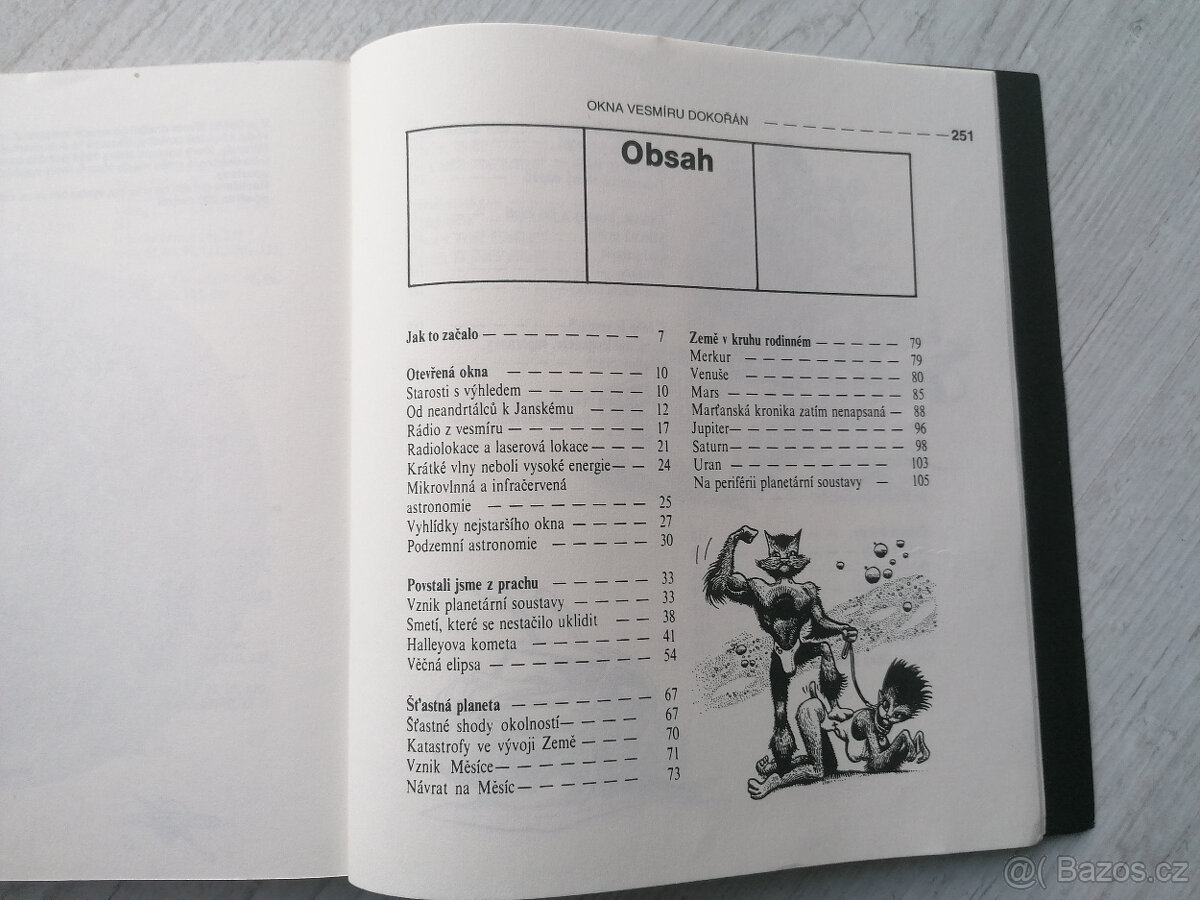 OKNA VESMÍRU DOKOŘÁN — — — — — — — — — 251
Obsah
Jak to začalo — — — — — — — — — 7
Otevřená okna — — — — — — — — 10
Starosti s výhledem — — — — — — — 10
Od neandrtálců k Janskému — — — 12
Rádio z vesmíru — — — — — — — — 17
Radiolokace a laserová lokace — — — 21
Krátké vlny neboli vysoké energie — — 24
Mikrovlnná a infračervená
astronomie — — — — — — — — — 25
Vyhlídky nejstaršího okna — — — — 27
Podzemní astronomie — — — — — 30
Povstali jsme z prachu — — — — — 33
Vznik planetární soustavy — — — — 33
Smetí, které se nestačilo uklidit — — 38
Halleyova kometa — — — — — — 41
Věčná elipsa — — — — — — — — 54
Šťastná planeta — — — — — — — 67
Šťastné shody okolností — — — — 67
Katastrofy ve vývoji Země — — — 70
Vznik Měsíce — — — — — — — — 71
Návrat na Měsíc — — — — — — — 73
Země v kruhu rodinném — — — — — 79
Merkur — — — — — — — — — 79
Venuše — — — — — — — — — 80
Mars — — — — — — — — — — 85
Marťanská kronika zatím nenapsaná — 88
Jupiter — — — — — — — — — — 96
Saturn — — — — — — — — — — 98
Uran — — — — — — — — — 103
Na periférii planetární soustavy — 105
Bazos.cz